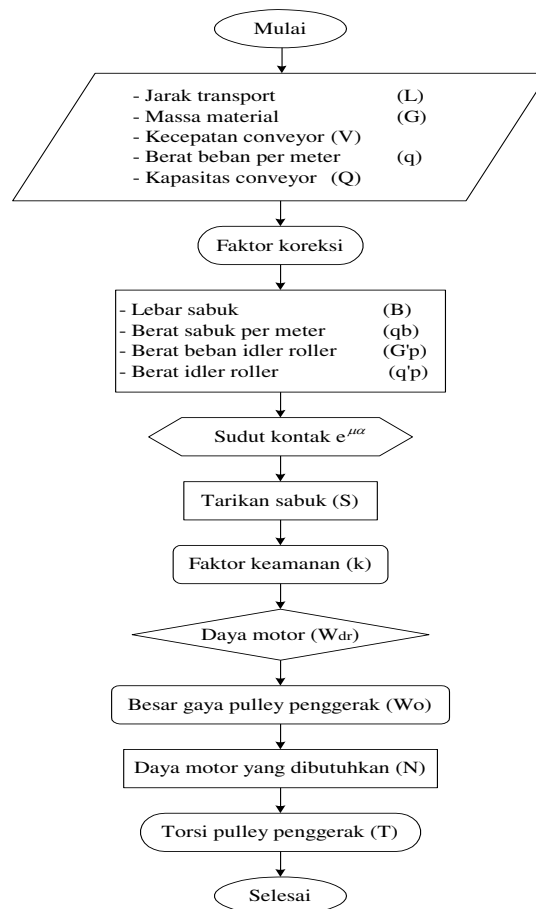 Mulai
- Jarak transport (L)
- Massa material (G)
- Kecepatan conveyor (V)
- Berat beban per meter (q)
- Kapasitas conveyor (Q)
Faktor koreksi
- Lebar sabuk (B)
- Berat sabuk per meter (qb)
- Berat beban idler roller (G'p)
- Berat idler roller (q'p)
Sudut kontak e^μα
Tarikan sabuk (S)
Faktor keamanan (k)
Daya motor (Wdr)
Besar gaya pulley penggerak (Wo)
Daya motor yang dibutuhkan (N)
Torsi pulley penggerak (T)
Selesai